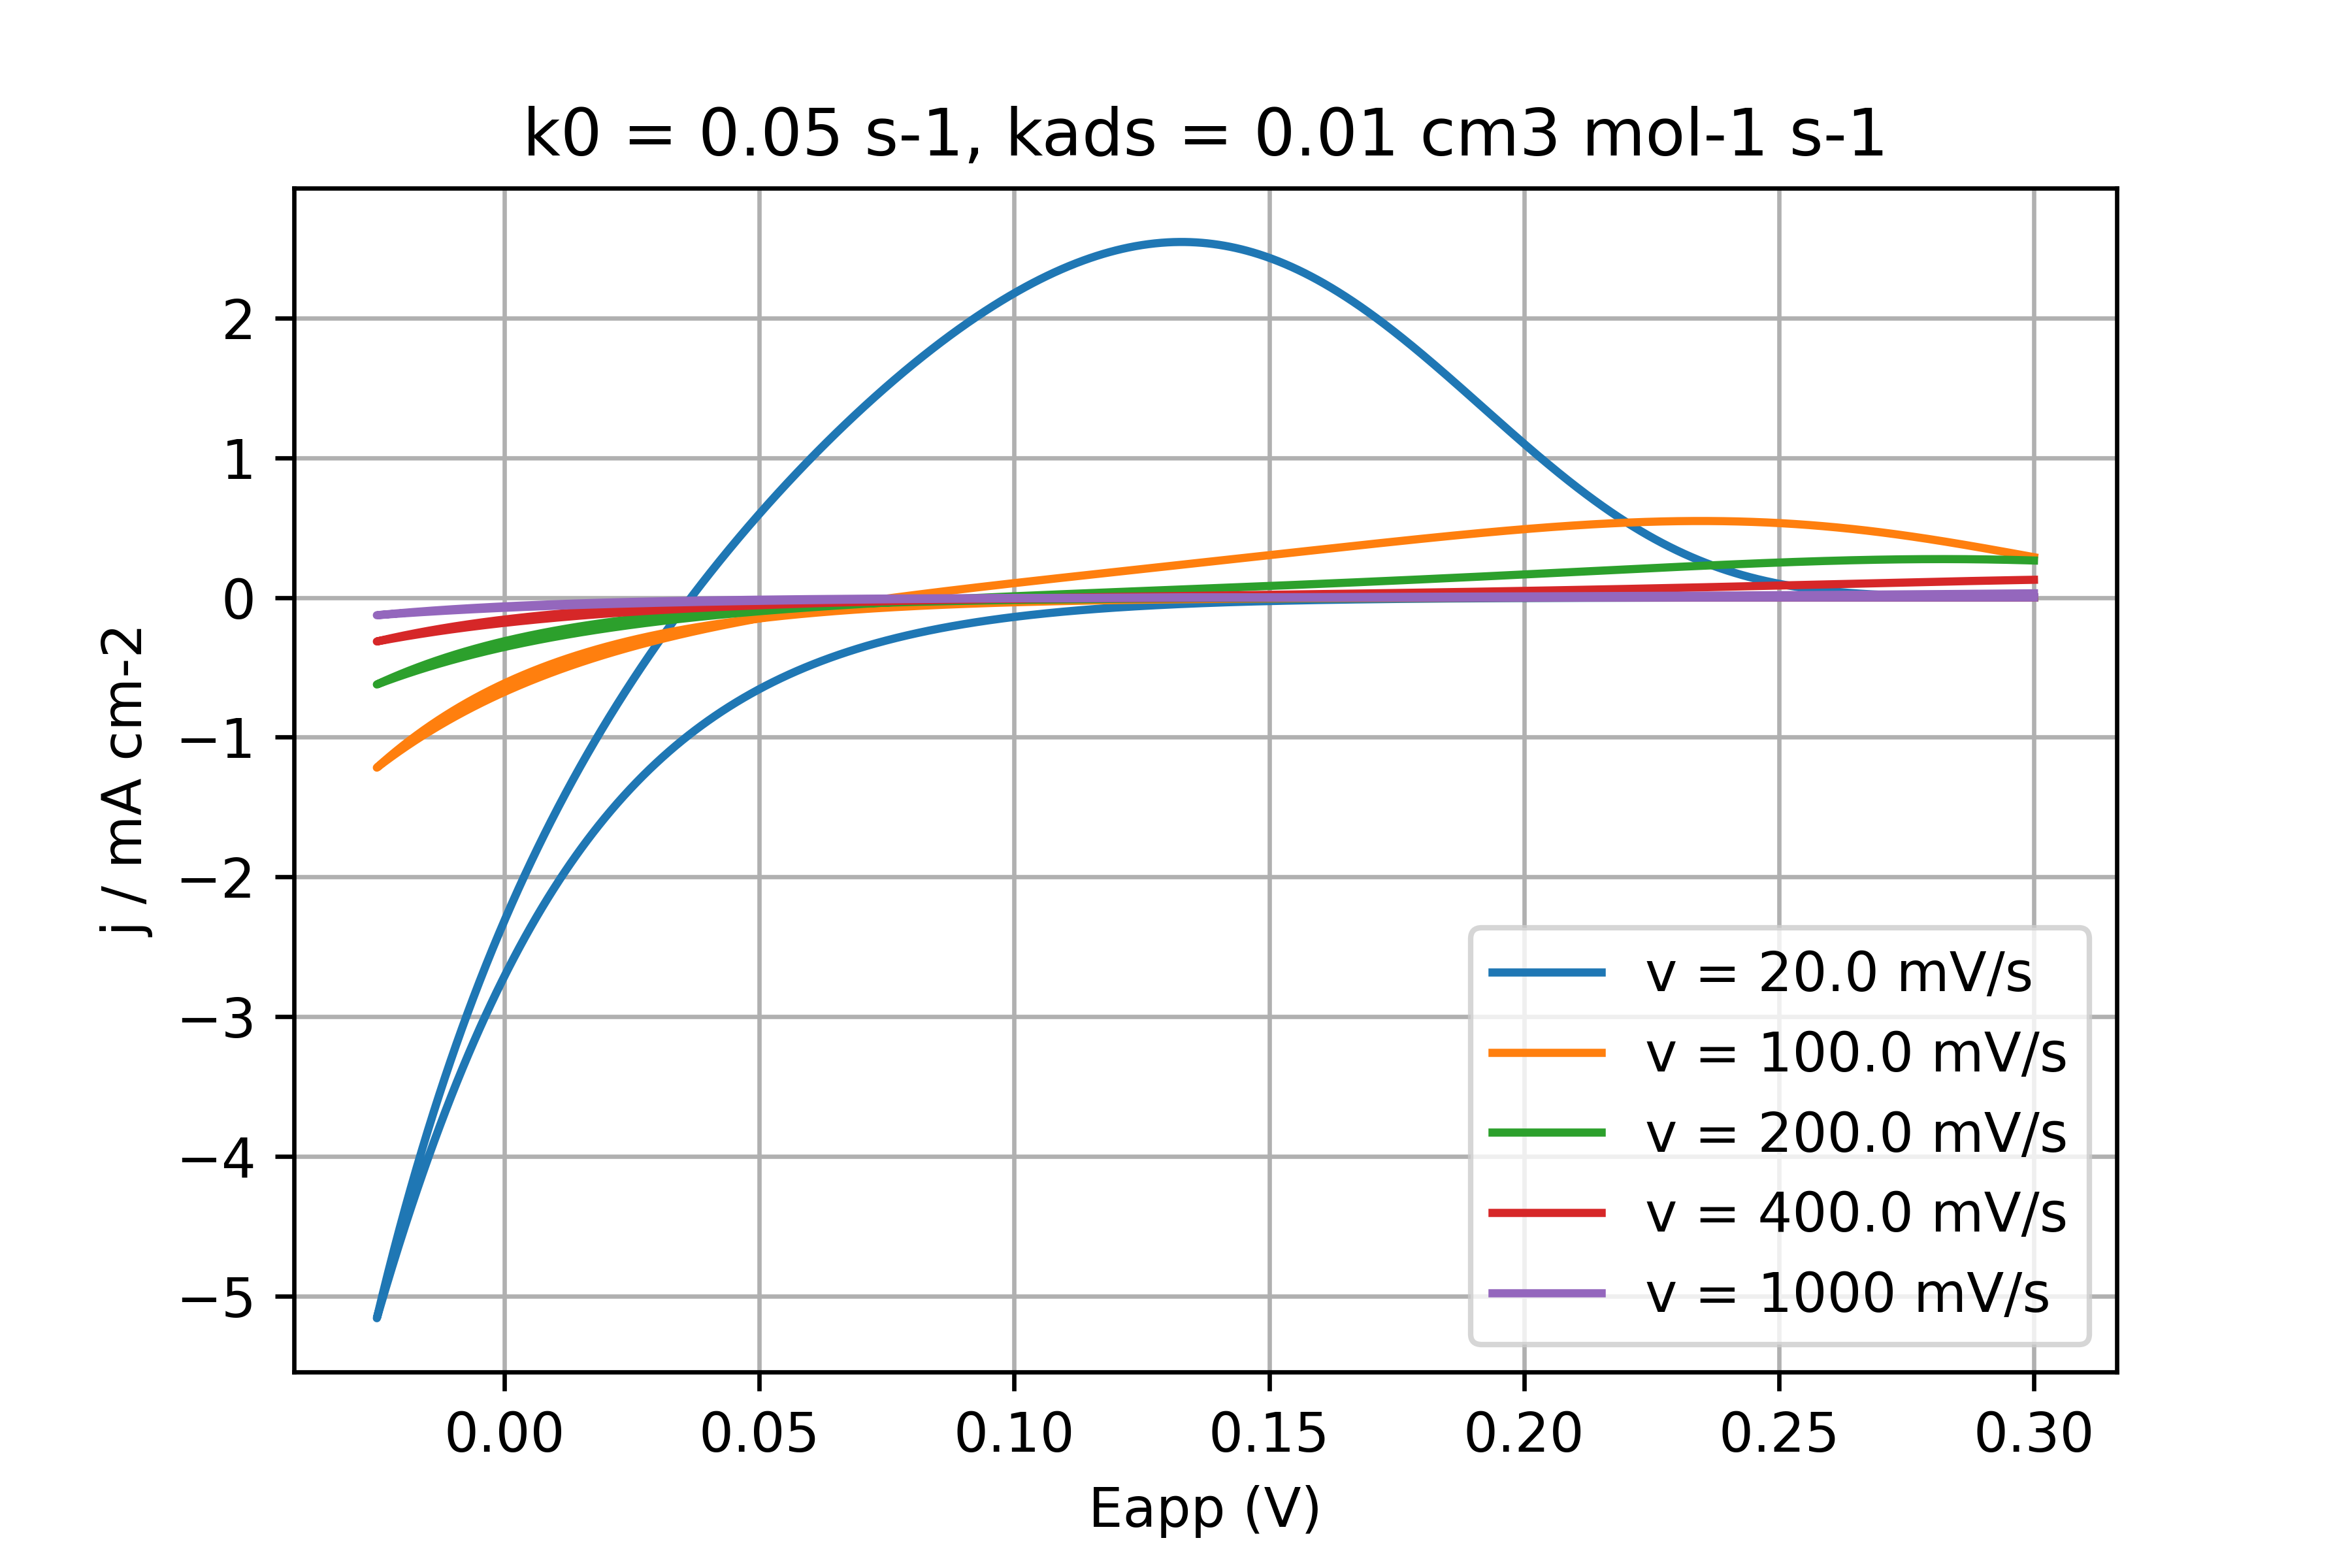 k0 = 0.05 s-1, kads = 0.01 cm3 mol-1 s-1
j / mA cm-2
2
1
0
−1
−2
−3
−4
−5
v = 20.0 mV/s
v = 100.0 mV/s
v = 200.0 mV/s
v = 400.0 mV/s
v = 1000 mV/s
0.00 0.05 0.10 0.15 0.20 0.25 0.30
Eapp (V)